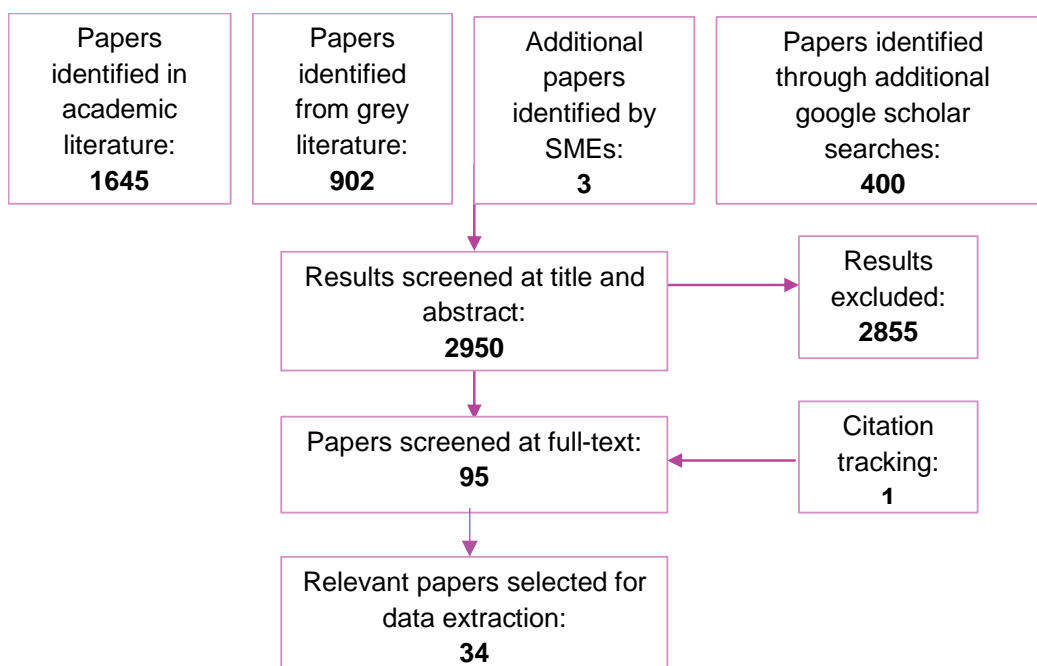 Papers
identified in
academic
literature:
1645
Papers
identified
from grey
literature:
902
Additional
papers
identified by
SMEs:
3
Papers identified
through additional
google scholar
searches:
400
Results screened at title and
abstract:
2950
Results
excluded:
2855
Papers screened at full-text:
95
Citation
tracking:
1
Relevant papers selected for
data extraction:
34